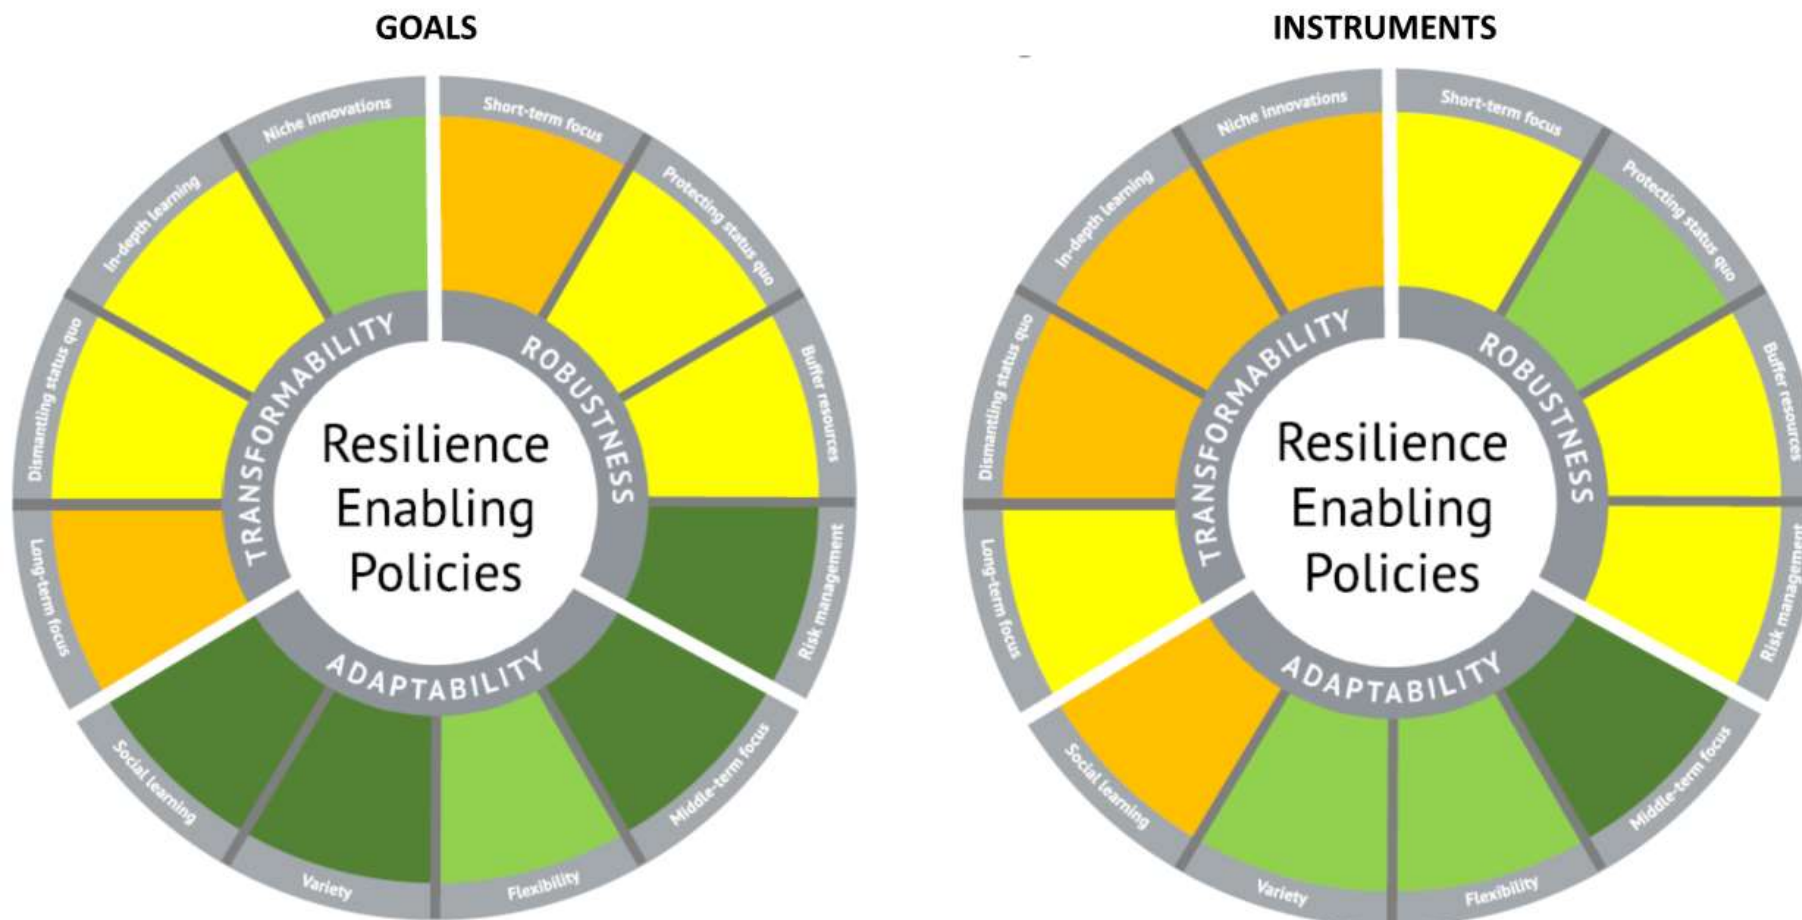 GOALS
Niche innovations
Short-term focus
In-depth learning
Protecting status quo
Dismantling status quo
Buffer resources
TRANSFORMABILITY
ROBUSTNESS
Resilience
Enabling
Policies
Long-term focus
Risk management
ADAPTABILITY
Social learning
Middle-term focus
Variety
Flexibility
INSTRUMENTS
Niche innovations
Short-term focus
In-depth learning
Protecting status quo
Dismantling status quo
Buffer resources
TRANSFORMABILITY
ROBUSTNESS
Resilience
Enabling
Policies
Long-term focus
Risk management
ADAPTABILITY
Social learning
Middle-term focus
Variety
Flexibility